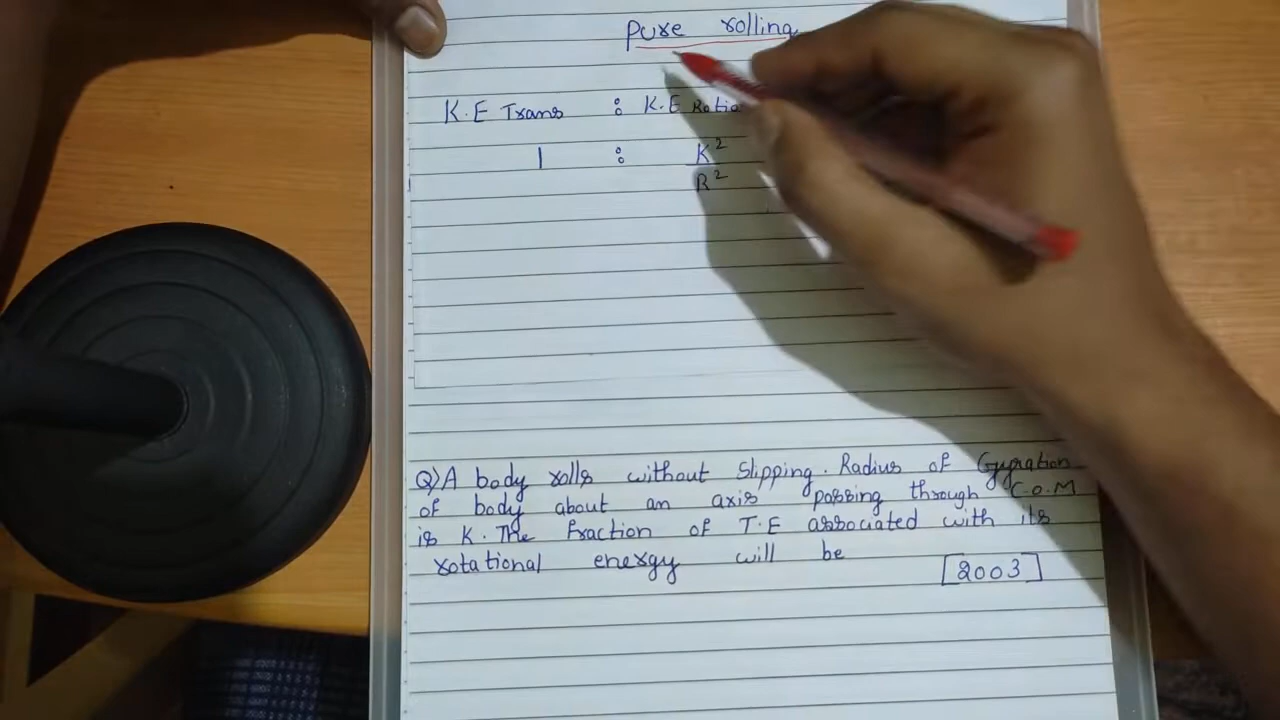 Pure rolling
K.E Trans : K.E Rotio
1 : K²
R²
Q) A body rolls without Slipping. Radius of Gyration
of body about an axis passing through C.O.M
is K. The fraction of T.E associated with its
rotational energy will be
[2003]